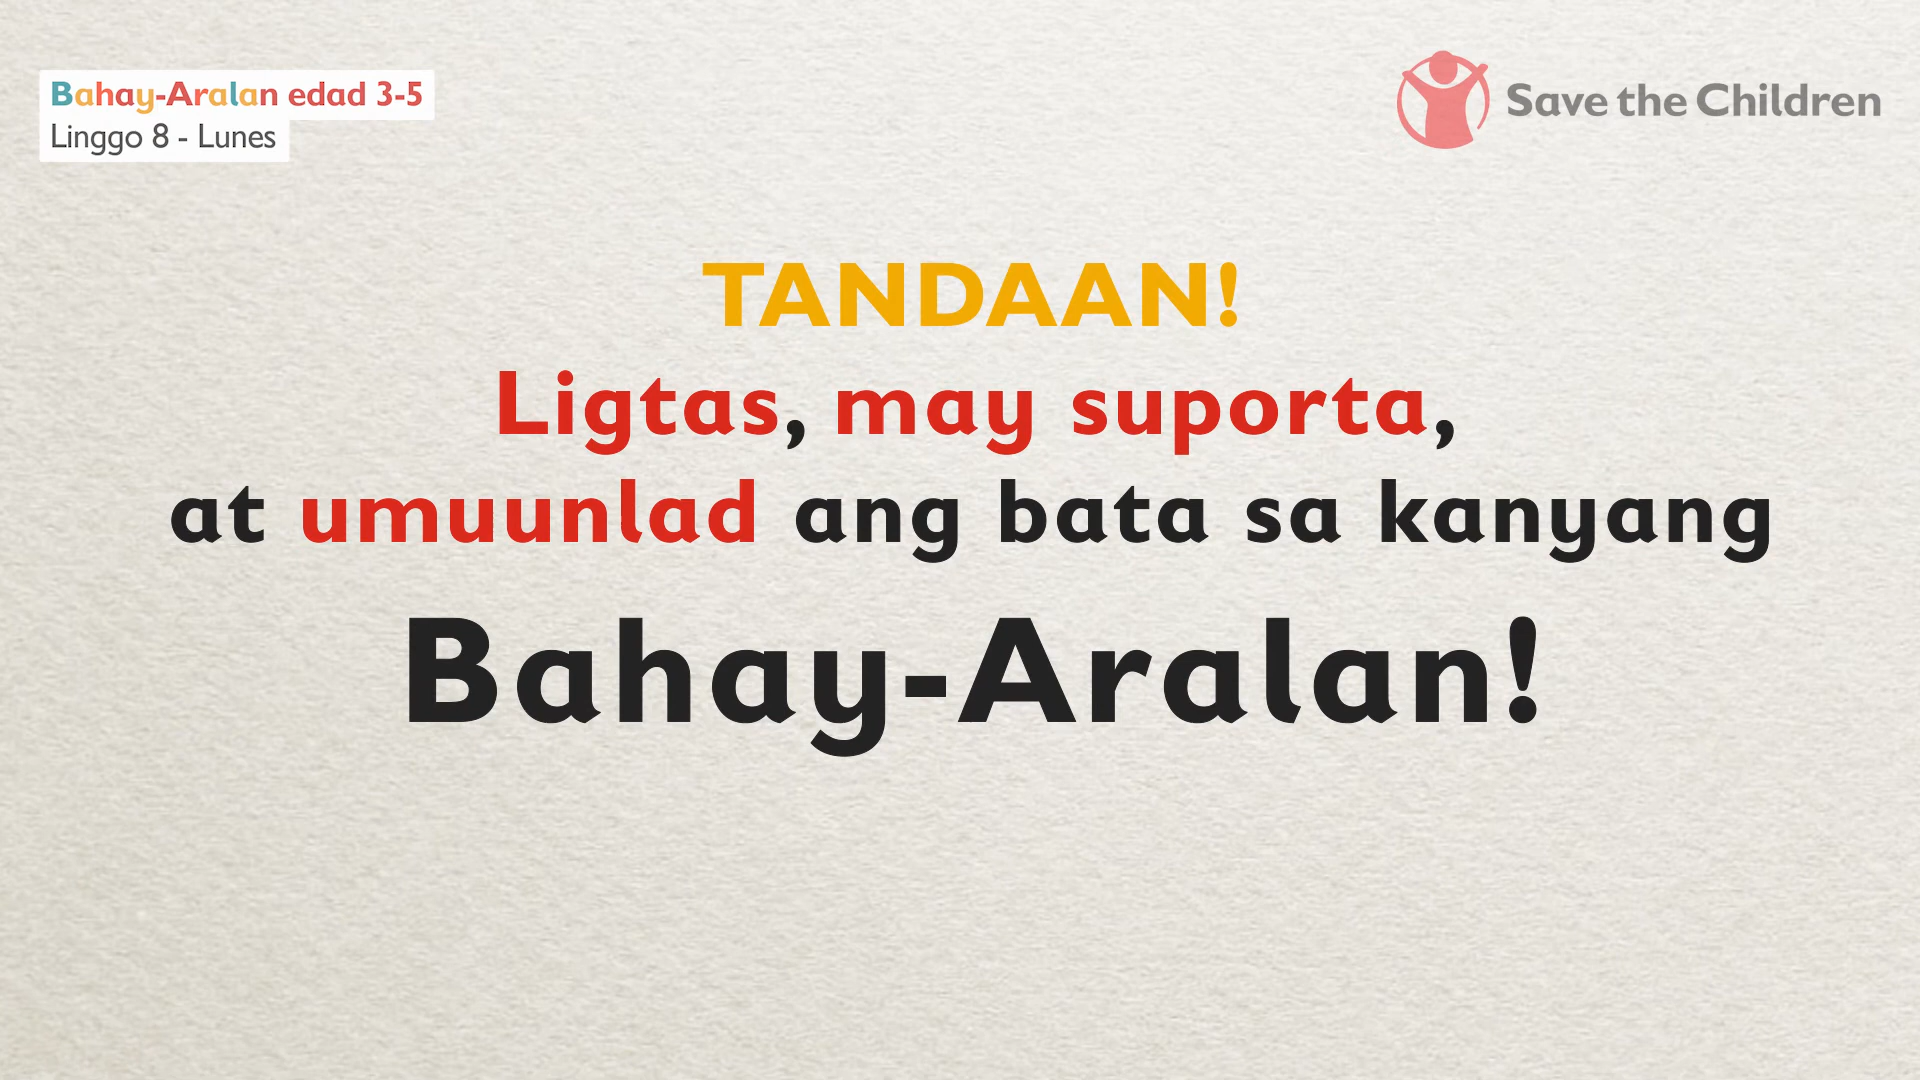 Bahay-Aralan edad 3-5
Linggo 8 - Lunes
Save the Children
TANDAAN!
Ligtas, may suporta,
at umuunlad ang bata sa kanyang
Bahay-Aralan!